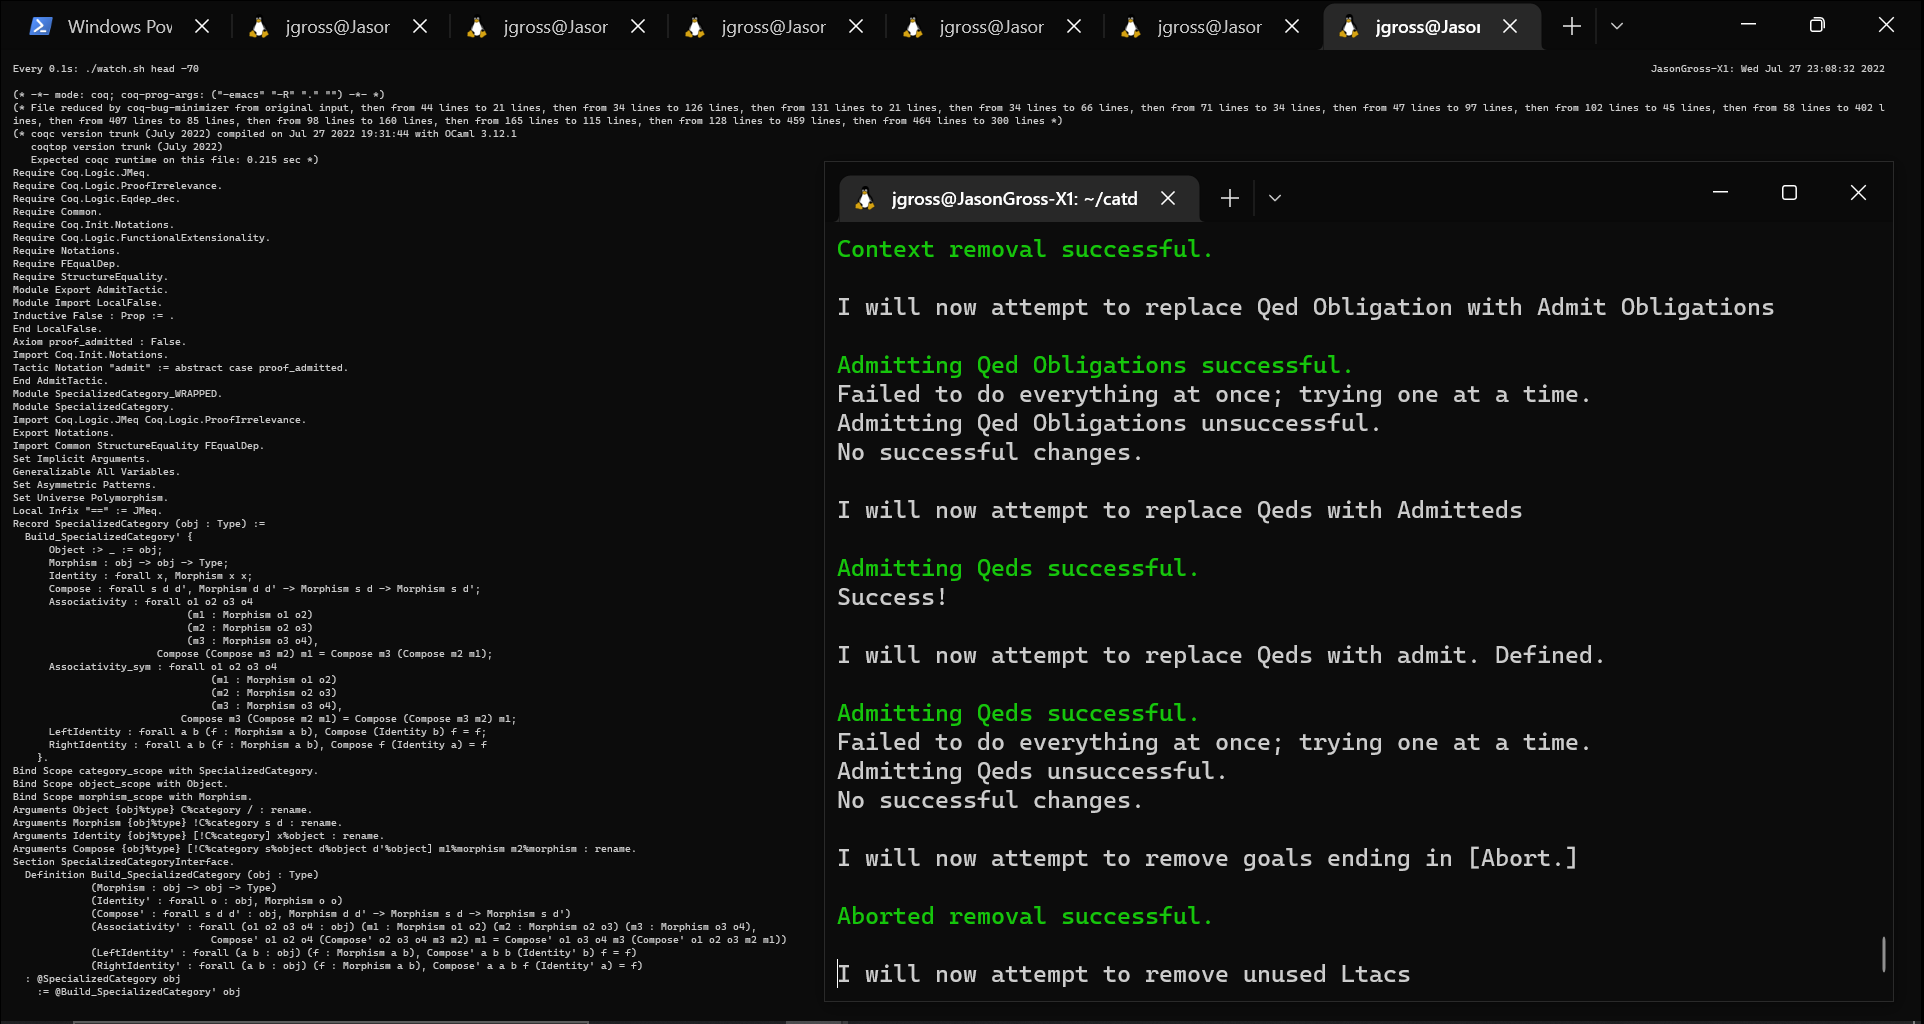 Windows Pow
jgross@Jasor
jgross@Jasor
jgross@Jasor
jgross@Jasor
jgross@Jasor
jgross@Jasor
Every 0.1s: ./watch.sh head -70
JasonGross-X1: Wed Jul 27 23:08:32 2022
(* -*- mode: coq; coq-prog-args: ("-emacs" "-R" "." "") -*- *)
(* File reduced by coq-bug-minimizer from original input, then from 44 lines to 21 lines, then from 34 lines to 126 lines, then from 131 lines to 21 lines, then from 34 lines to 66 lines, then from 71 lines to 34 lines, then from 47 lines to 97 lines, then from 102 lines to 45 lines, then from 58 lines to 402 l
ines, then from 407 lines to 85 lines, then from 98 lines to 160 lines, then from 165 lines to 115 lines, then from 128 lines to 459 lines, then from 464 lines to 300 lines *)
(* coqc version trunk (July 2022) compiled on Jul 27 2022 19:31:44 with OCaml 3.12.1
   coqtop version trunk (July 2022)
   Expected coqc runtime on this file: 0.215 sec *)
Require Coq.Logic.JMeq.
Require Coq.Logic.ProofIrrelevance.
Require Coq.Logic.Eqdep_dec.
Require Common.
Require Coq.Init.Notations.
Require Coq.Logic.FunctionalExtensionality.
Require Notations.
Require FEqualDep.
Require StructureEquality.
Module Export AdmitTactic.
Module Import LocalFalse.
Inductive False : Prop := .
End LocalFalse.
Axiom proof_admitted : False.
Import Coq.Init.Notations.
Tactic Notation "admit" := abstract case proof_admitted.
End AdmitTactic.
Module SpecializedCategory_WRAPPED.
Module SpecializedCategory.
Import Coq.Logic.JMeq Coq.Logic.ProofIrrelevance.
Export Notations.
Import Common StructureEquality FEqualDep.
Set Implicit Arguments.
Generalizable All Variables.
Set Asymmetric Patterns.
Set Universe Polymorphism.
Local Infix "==" := JMeq.
Record SpecializedCategory (obj : Type) :=
  Build_SpecializedCategory' {
      Object :> _ := obj;
      Morphism : obj -> obj -> Type;
      Identity : forall x, Morphism x x;
      Compose : forall s d d', Morphism d d' -> Morphism s d -> Morphism s d';
      Associativity : forall o1 o2 o3 o4
                             (m1 : Morphism o1 o2)
                             (m2 : Morphism o2 o3)
                             (m3 : Morphism o3 o4),
                        Compose (Compose m3 m2) m1 = Compose m3 (Compose m2 m1);
      Associativity_sym : forall o1 o2 o3 o4
                                 (m1 : Morphism o1 o2)
                                 (m2 : Morphism o2 o3)
                                 (m3 : Morphism o3 o4),
                            Compose m3 (Compose m2 m1) = Compose (Compose m3 m2) m1;
      LeftIdentity : forall a b (f : Morphism a b), Compose (Identity b) f = f;
      RightIdentity : forall a b (f : Morphism a b), Compose f (Identity a) = f
    }.
Bind Scope category_scope with SpecializedCategory.
Bind Scope object_scope with Object.
Bind Scope morphism_scope with Morphism.
Arguments Object {obj%type} C%category / : rename.
Arguments Morphism {obj%type} !C%category s d : rename.
Arguments Identity {obj%type} [!C%category] x%object : rename.
Arguments Compose {obj%type} [!C%category s%object d%object d'%object] m1%morphism m2%morphism : rename.
Section SpecializedCategoryInterface.
  Definition Build_SpecializedCategory (obj : Type)
             (Morphism : obj -> obj -> Type)
             (Identity' : forall o : obj, Morphism o o)
             (Compose' : forall s d d' : obj, Morphism d d' -> Morphism s d -> Morphism s d')
             (Associativity' : forall (o1 o2 o3 o4 : obj) (m1 : Morphism o1 o2) (m2 : Morphism o2 o3) (m3 : Morphism o3 o4),
                                 Compose' o1 o2 o4 (Compose' o2 o3 o4 m3 m2) m1 = Compose' o1 o3 o4 m3 (Compose' o1 o2 o3 m2 m1))
             (LeftIdentity' : forall (a b : obj) (f : Morphism a b), Compose' a b b (Identity' b) f = f)
             (RightIdentity' : forall (a b : obj) (f : Morphism a b), Compose' a a b f (Identity' a) = f)
  : @SpecializedCategory obj
    := @Build_SpecializedCategory' obj
jgross@JasonGross-X1: ~/catd
Context removal successful.
I will now attempt to replace Qed Obligation with Admit Obligations
Admitting Qed Obligations successful.
Failed to do everything at once; trying one at a time.
Admitting Qed Obligations unsuccessful.
No successful changes.
I will now attempt to replace Qeds with Admitteds
Admitting Qeds successful.
Success!
I will now attempt to replace Qeds with admit. Defined.
Admitting Qeds successful.
Failed to do everything at once; trying one at a time.
Admitting Qeds unsuccessful.
No successful changes.
I will now attempt to remove goals ending in [Abort.]
Aborted removal successful.
I will now attempt to remove unused Ltacs